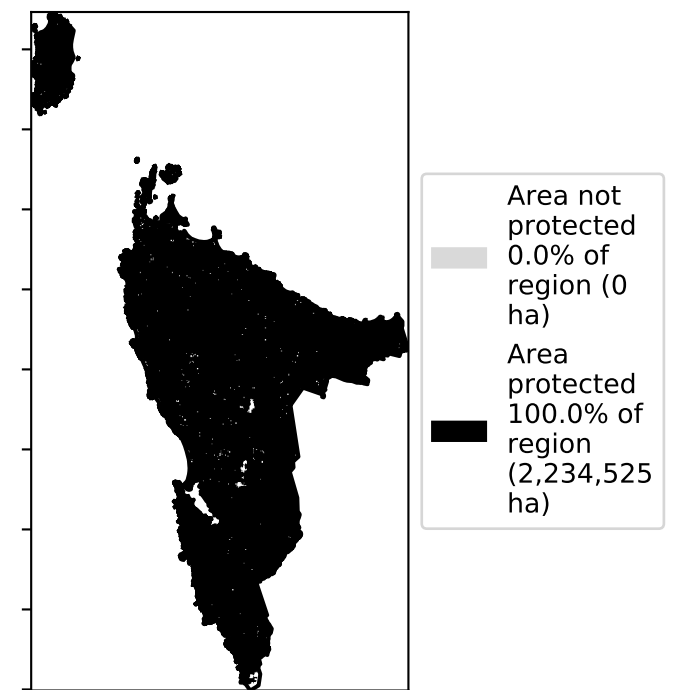 Area not
protected
0.0% of
region (0
ha)
Area
protected
100.0% of
region
(2,234,525
ha)